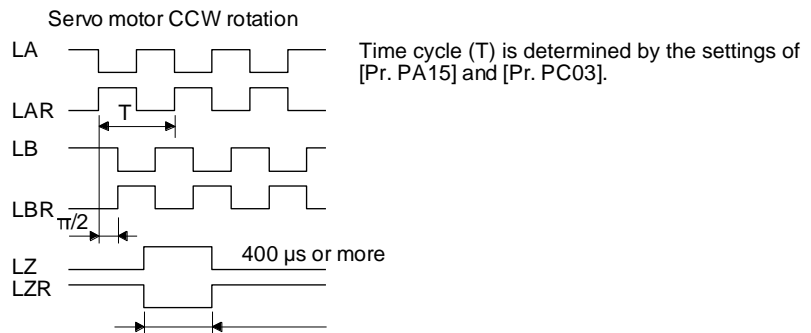 Servo motor CCW rotation
LA
Time cycle (T) is determined by the settings of
[Pr. PA15] and [Pr. PC03].
LAR
T
LB
LBR
π/2
400 µs or more
LZ
LZR